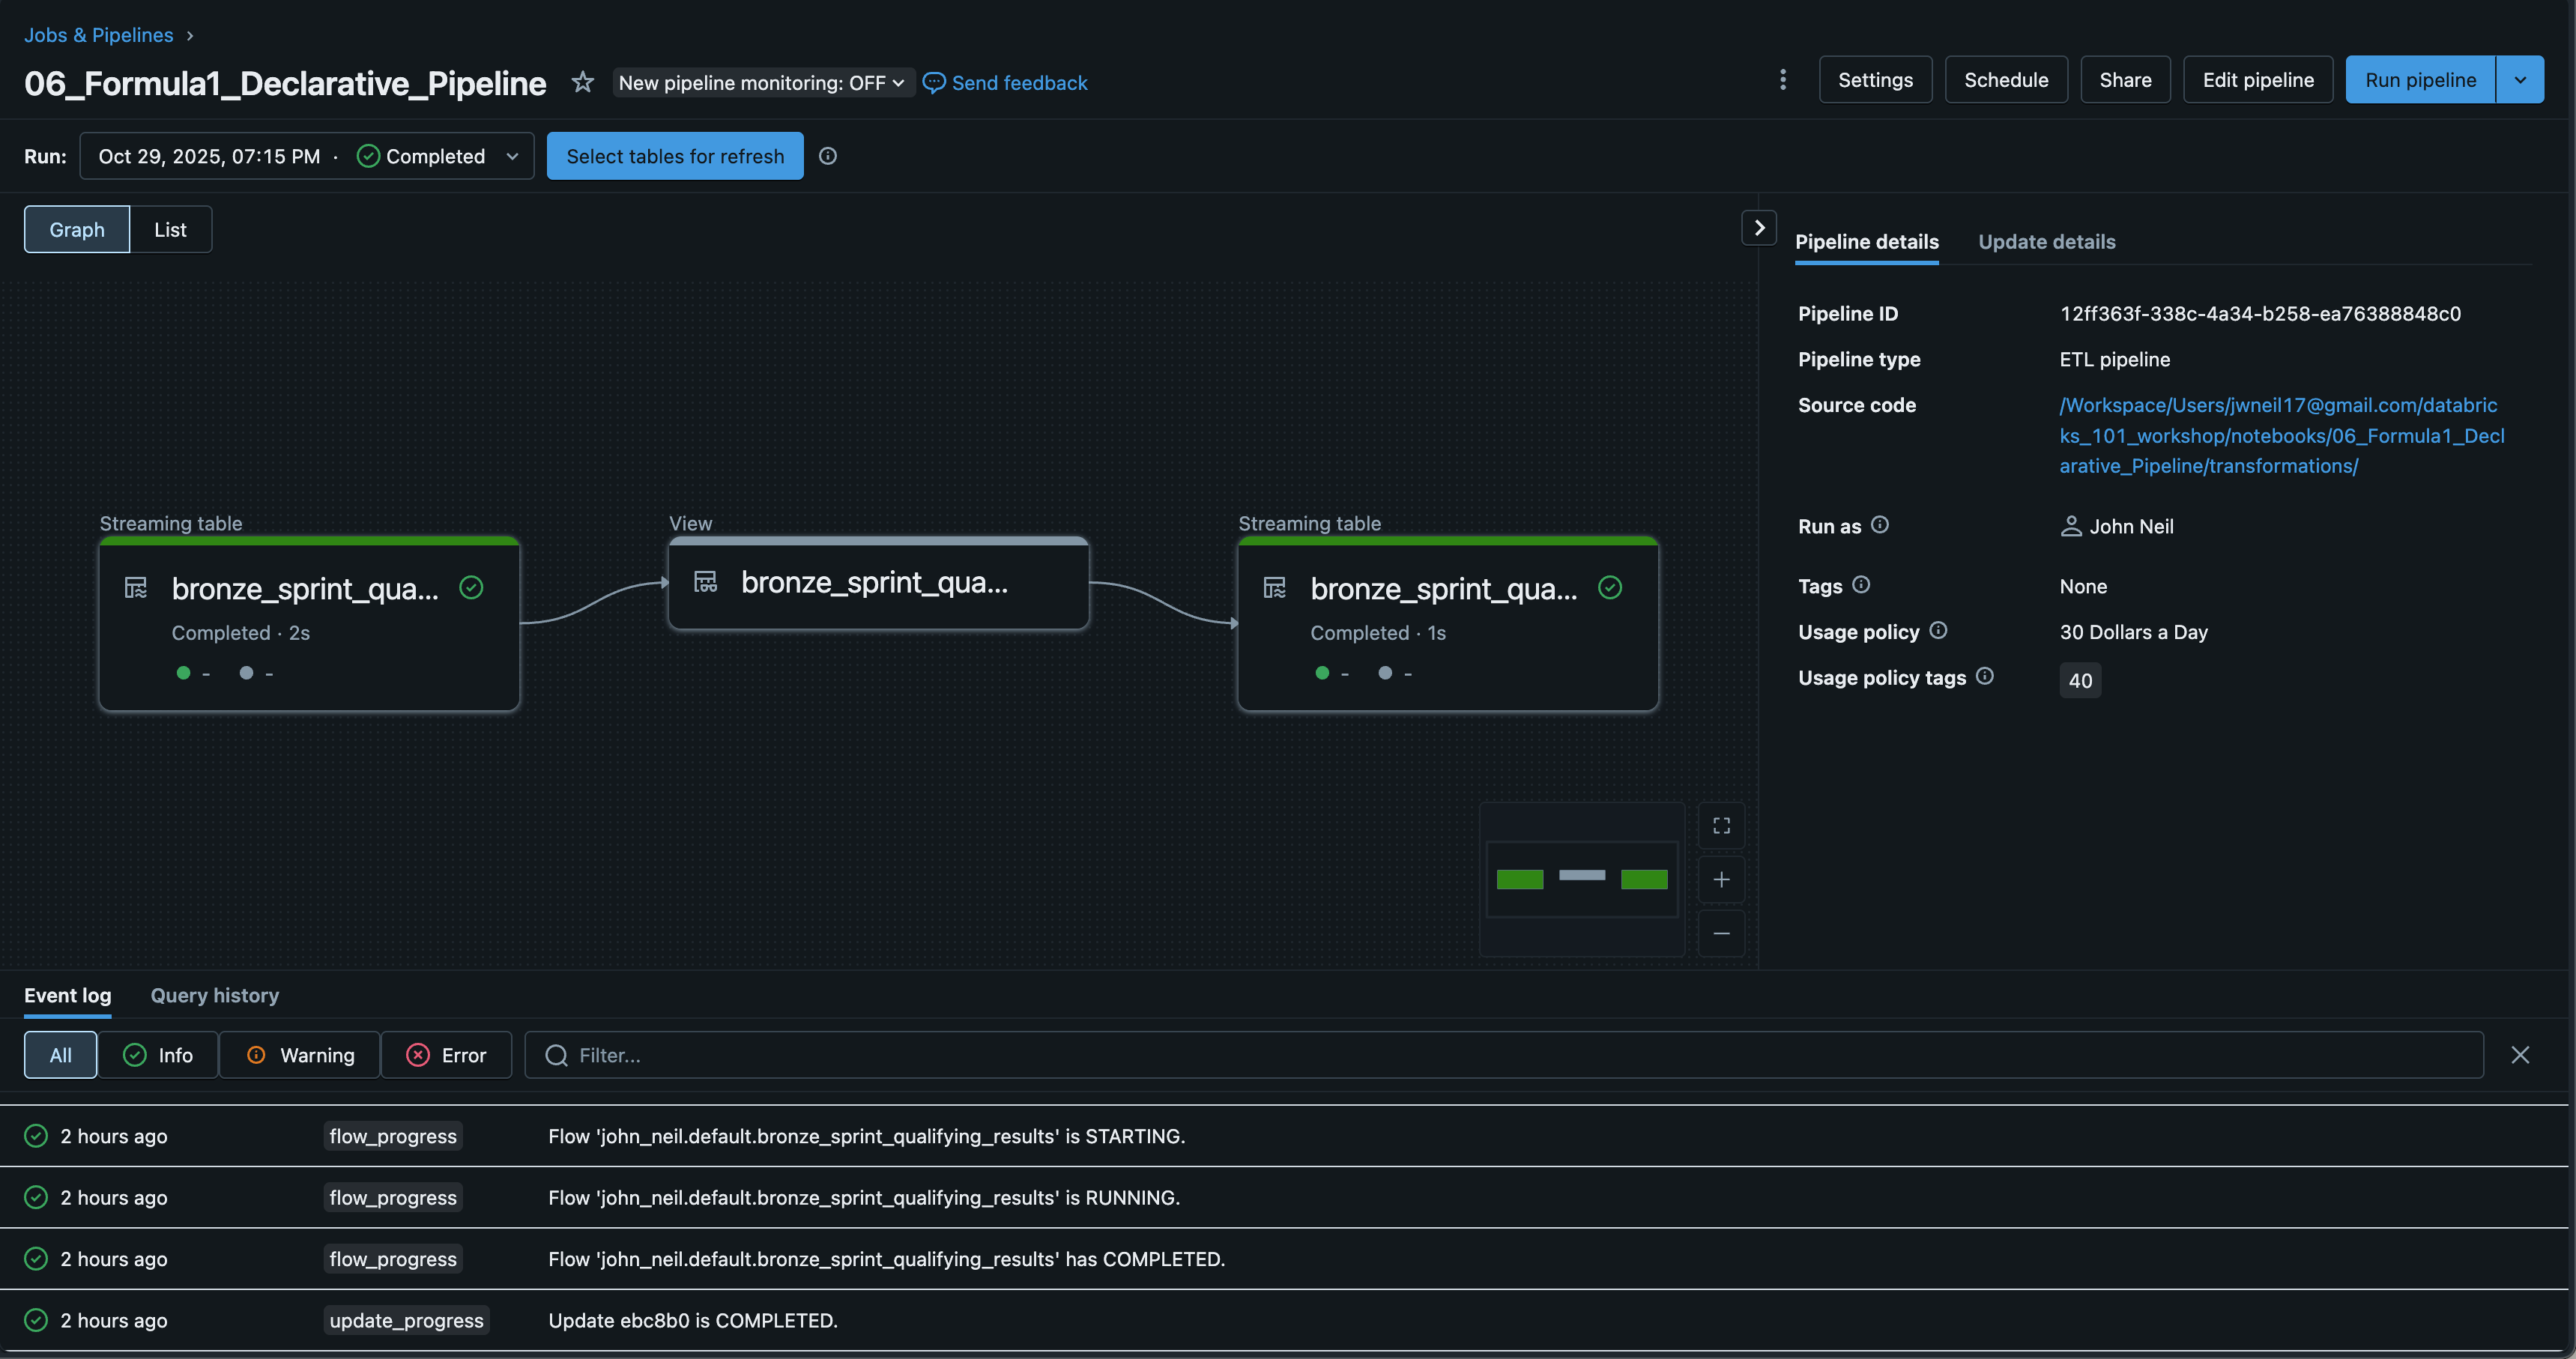 Jobs & Pipelines
06_Formula1_Declarative_Pipeline
New pipeline monitoring: OFF
Send feedback
Settings
Schedule
Share
Edit pipeline
Run pipeline
Run:
Oct 29, 2025, 07:15 PM · Completed
Select tables for refresh
Graph
List
Streaming table
bronze_sprint_qua...
Completed · 2s
- -
View
bronze_sprint_qua...
Streaming table
bronze_sprint_qua...
Completed · 1s
- -
Pipeline details
Update details
Pipeline ID
12ff363f-338c-4a34-b258-ea76388848c0
Pipeline type
ETL pipeline
Source code
/Workspace/Users/jwneil17@gmail.com/databric
ks_101_workshop/notebooks/06_Formula1_Decl
arative_Pipeline/transformations/
Run as
John Neil
Tags
None
Usage policy
30 Dollars a Day
Usage policy tags
40
Event log
Query history
All
Info
Warning
Error
Filter...
2 hours ago flow_progress Flow 'john_neil.default.bronze_sprint_qualifying_results' is STARTING.
2 hours ago flow_progress Flow 'john_neil.default.bronze_sprint_qualifying_results' is RUNNING.
2 hours ago flow_progress Flow 'john_neil.default.bronze_sprint_qualifying_results' has COMPLETED.
2 hours ago update_progress Update ebc8b0 is COMPLETED.